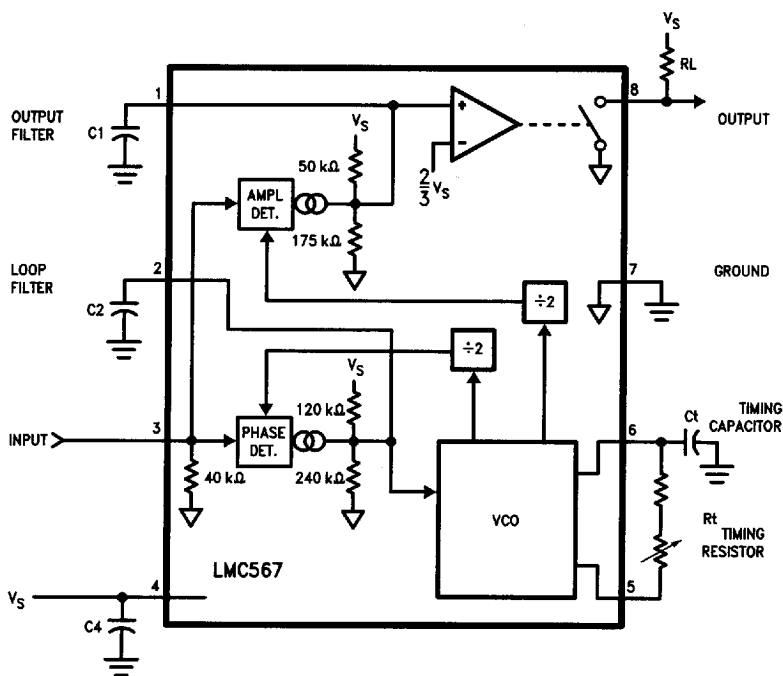 V_S
RL
1
8
OUTPUT
FILTER
C1
OUTPUT
V_S
50 kΩ
+
−
2/3 V_S
AMPL
DET.
175 kΩ
LOOP
FILTER
2
7
GROUND
C2
÷2
÷2
V_S
120 kΩ
INPUT
3
PHASE
DET.
240 kΩ
40 kΩ
VCO
6
Ct
TIMING
CAPACITOR
Rt
TIMING
RESISTOR
5
LMC567
V_S
4
C4